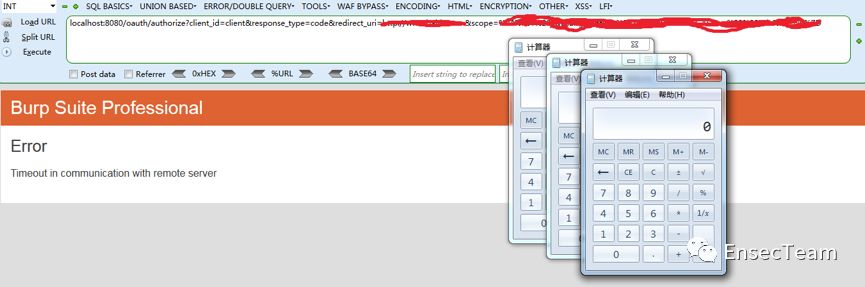 INT SQL BASICS▾ UNION BASED▾ ERROR/DOUBLE QUERY▾ TOOLS▾ WAF BYPASS▾ ENCODING▾ HTML▾ ENCRYPTION▾ OTHER▾ XSS▾ LFI▾
Load URL
localhost:8080/oauth/authorize?client_id=client&response_type=code&redirect_uri= &scope=
Split URL
Execute
Post data Referrer 0xHEX %URL BASE64 Insert string to replace
Burp Suite Professional
Error
Timeout in communication with remote server
计算器
查看(V)
MC
←
7
4
1
0
计算器
查看(V)
MC
←
7
4
1
0
计算器
查看(V) 编辑(E) 帮助(H)
0
MC MR MS M+ M-
← CE C ± √
7 8 9 / %
4 5 6 * 1/x
1 2 3 -
0 . +
EnsecTeam